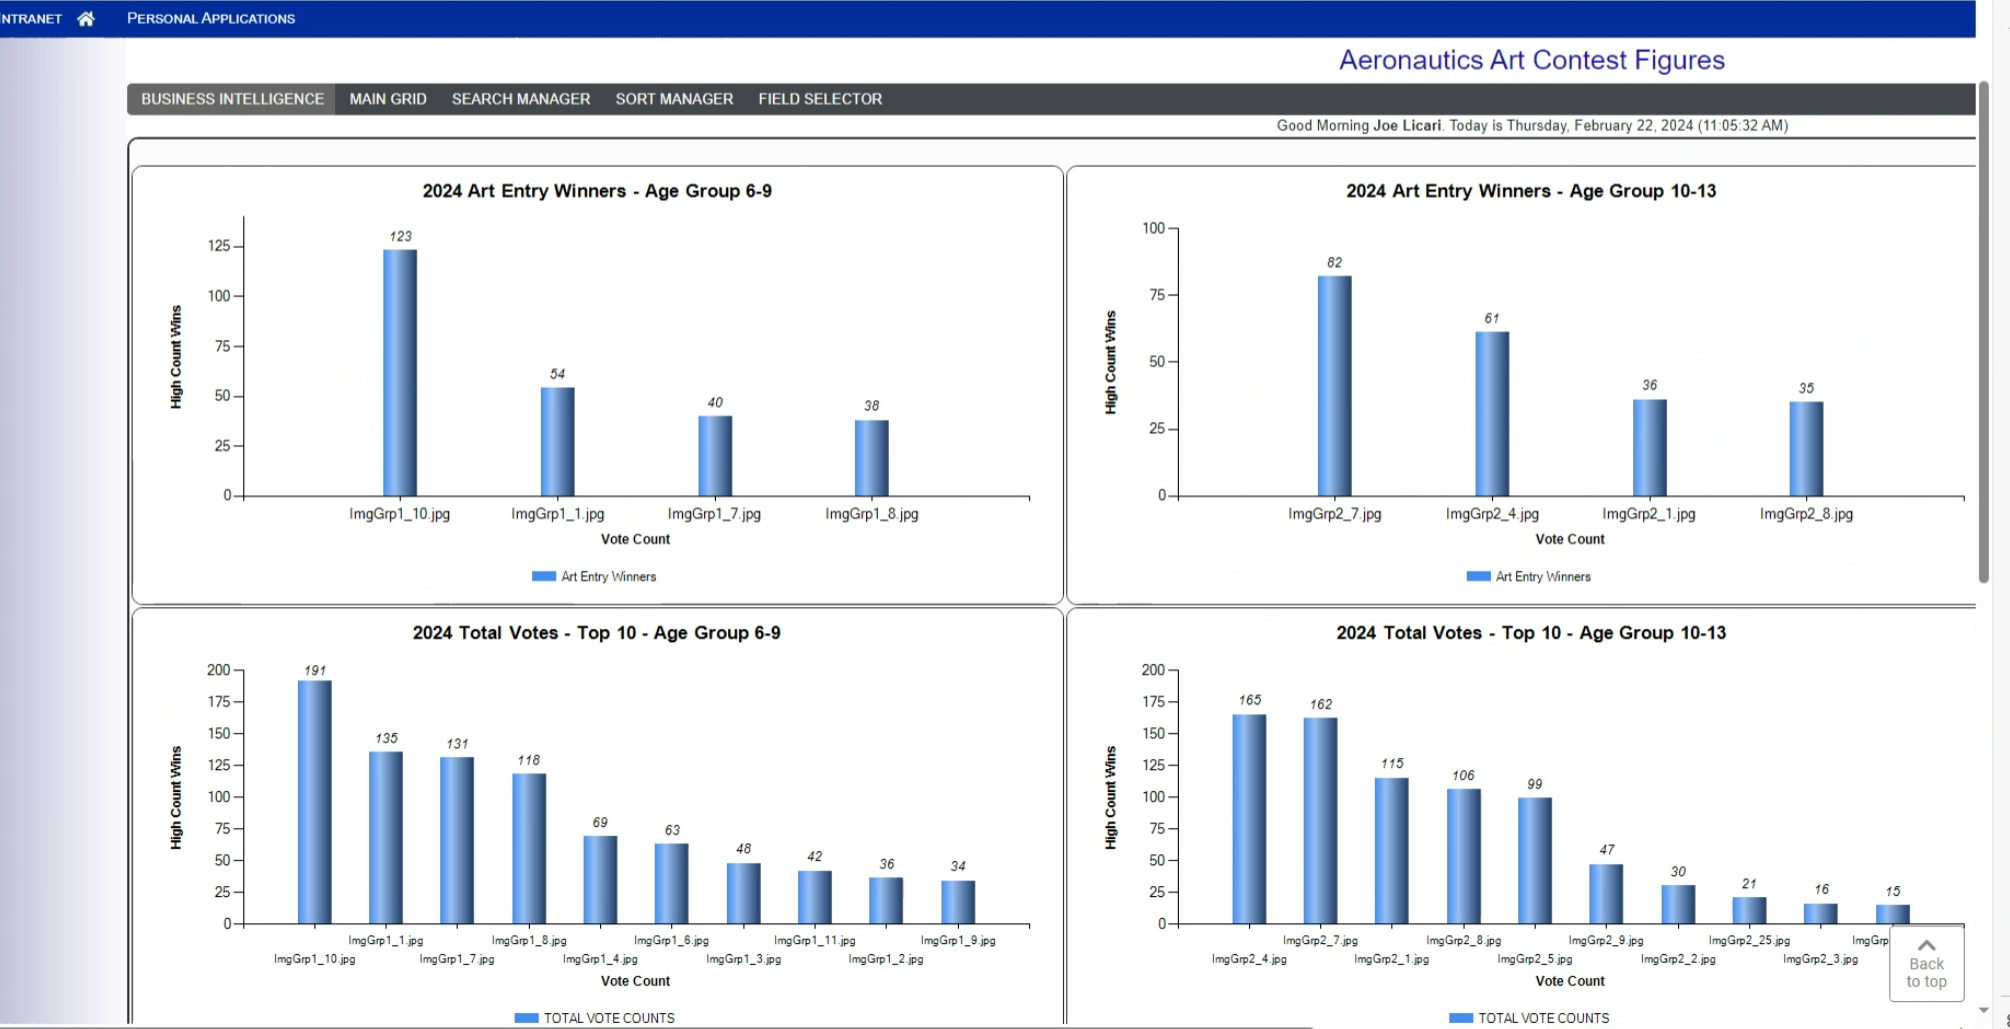 INTRANET PERSONAL APPLICATIONS
Aeronautics Art Contest Figures
BUSINESS INTELLIGENCE MAIN GRID SEARCH MANAGER SORT MANAGER FIELD SELECTOR
Good Morning Joe Licari. Today is Thursday, February 22, 2024 (11:05:32 AM)
2024 Art Entry Winners - Age Group 6-9
High Count Wins
125
100
75
50
25
0
123
54
40
38
ImgGrp1_10.jpg ImgGrp1_1.jpg ImgGrp1_7.jpg ImgGrp1_8.jpg
Vote Count
Art Entry Winners
2024 Art Entry Winners - Age Group 10-13
High Count Wins
100
75
50
25
0
82
61
36
35
ImgGrp2_7.jpg ImgGrp2_4.jpg ImgGrp2_1.jpg ImgGrp2_8.jpg
Vote Count
Art Entry Winners
2024 Total Votes - Top 10 - Age Group 6-9
High Count Wins
200
175
150
125
100
75
50
25
0
191
135
131
118
69
63
48
42
36
34
ImgGrp1_1.jpg ImgGrp1_8.jpg ImgGrp1_6.jpg ImgGrp1_11.jpg ImgGrp1_9.jpg
ImgGrp1_10.jpg ImgGrp1_7.jpg ImgGrp1_4.jpg ImgGrp1_3.jpg ImgGrp1_2.jpg
Vote Count
TOTAL VOTE COUNTS
2024 Total Votes - Top 10 - Age Group 10-13
High Count Wins
200
175
150
125
100
75
50
25
0
165
162
115
106
99
47
30
21
16
15
ImgGrp2_7.jpg ImgGrp2_8.jpg ImgGrp2_9.jpg ImgGrp2_25.jpg ImgGrp
ImgGrp2_4.jpg ImgGrp2_1.jpg ImgGrp2_5.jpg ImgGrp2_2.jpg ImgGrp2_3.jpg
Vote Count
TOTAL VOTE COUNTS
Back
to top